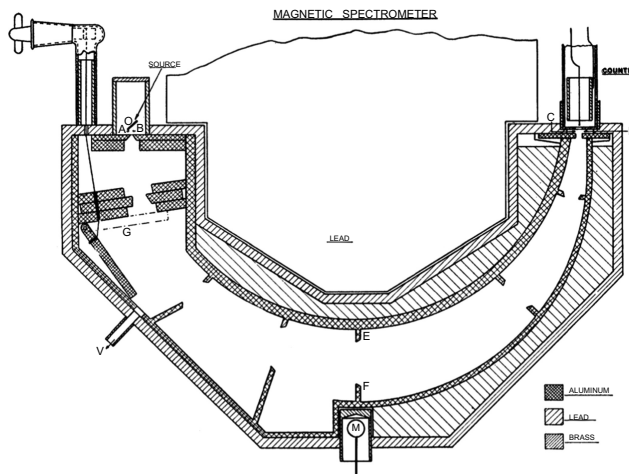 MAGNETIC SPECTROMETER
SOURCE
O
A B
C
G
LEAD
E
V
F
M
ALUMINUM
LEAD
BRASS